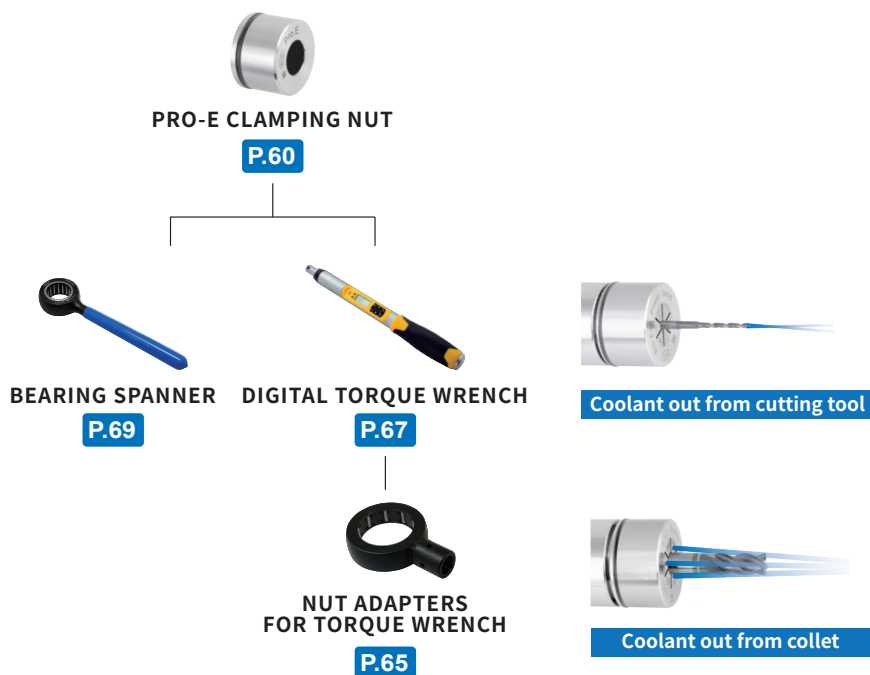 PRO-E CLAMPING NUT
P.60
BEARING SPANNER
P.69
DIGITAL TORQUE WRENCH
P.67
NUT ADAPTERS
FOR TORQUE WRENCH
P.65
Coolant out from cutting tool
Coolant out from collet